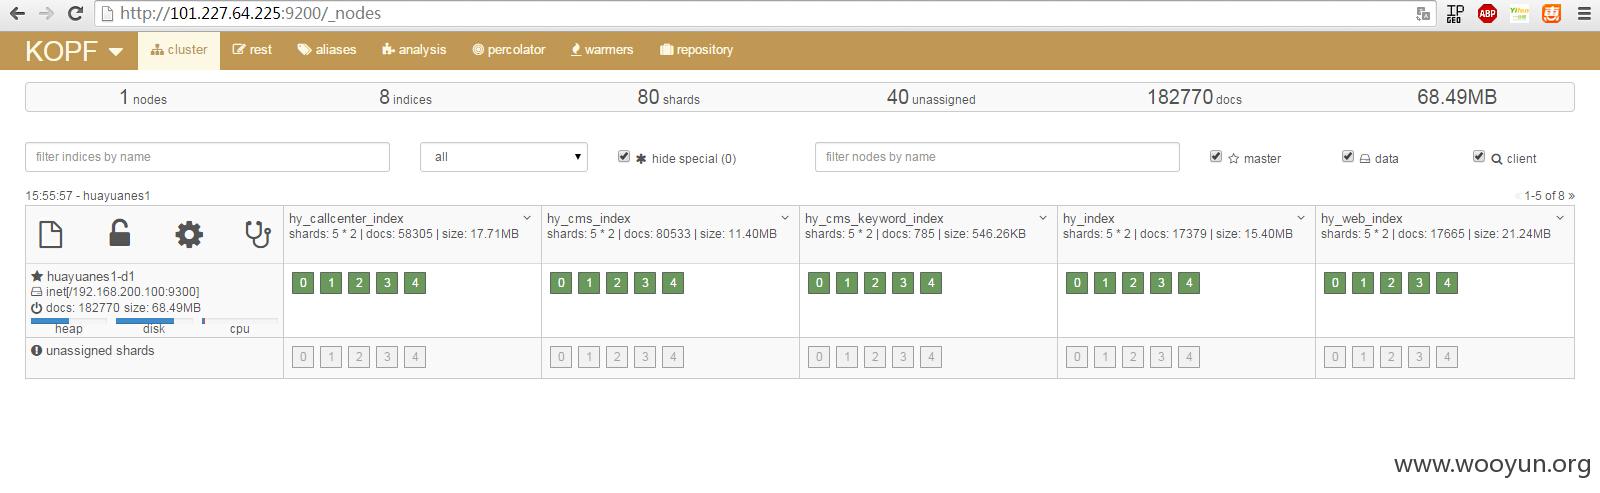 http://101.227.64.225:9200/_nodes
IP GEO ABP Yifen
KOPF cluster rest aliases analysis percolator warmers repository
1 nodes 8 indices 80 shards 40 unassigned 182770 docs 68.49MB
filter indices by name all hide special (0) filter nodes by name master data client
15:55:57 - huayuanes1 1-5 of 8 »
hy_callcenter_index hy_cms_index hy_cms_keyword_index hy_index hy_web_index
shards: 5 * 2 | docs: 58305 | size: 17.71MB shards: 5 * 2 | docs: 80533 | size: 11.40MB shards: 5 * 2 | docs: 785 | size: 546.26KB shards: 5 * 2 | docs: 17379 | size: 15.40MB shards: 5 * 2 | docs: 17665 | size: 21.24MB
huayuanes1-d1
inet[/192.168.200.100:9300]
docs: 182770 size: 68.49MB
heap disk cpu
0 1 2 3 4 0 1 2 3 4 0 1 2 3 4 0 1 2 3 4 0 1 2 3 4
unassigned shards 0 1 2 3 4 0 1 2 3 4 0 1 2 3 4 0 1 2 3 4 0 1 2 3 4
www.wooyun.org